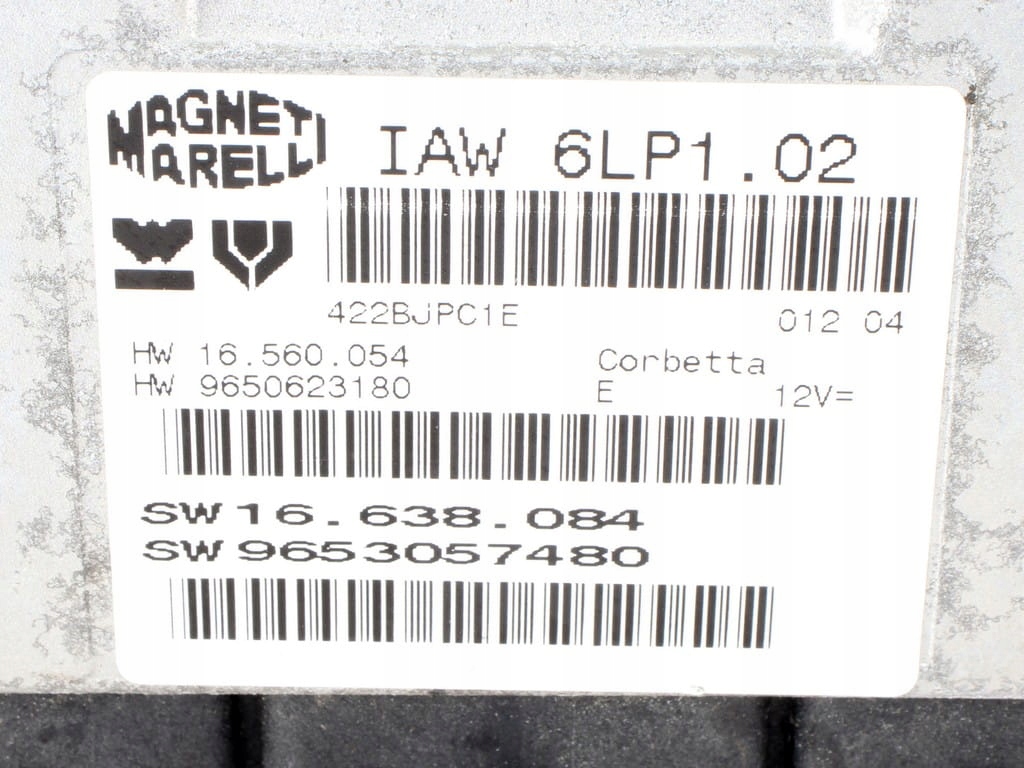 MAGNETI
MARELLI
IAW 6LP1.02
422BJPC1E 012 04
HW 16.560.054 Corbetta
HW 9650623180 E 12V=
SW 16.638.084
SW 9653057480